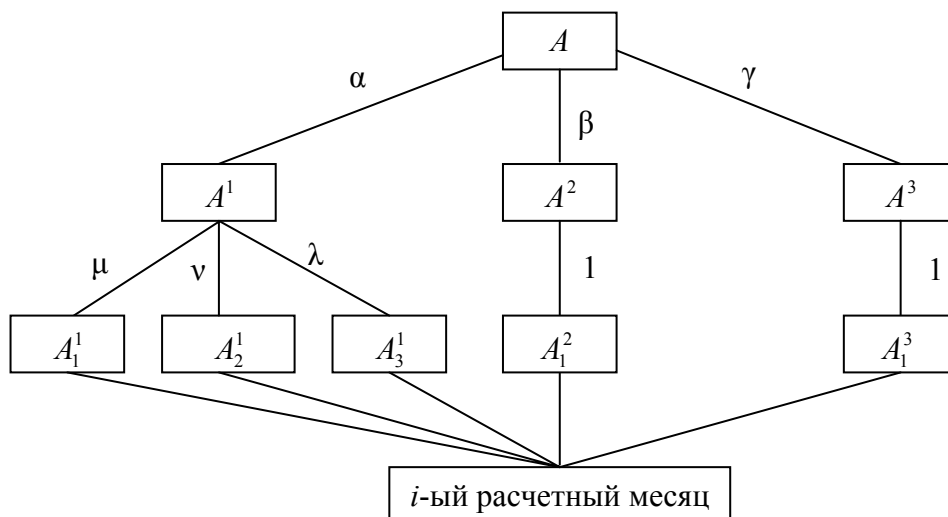 A
α
β
γ
A¹
A²
A³
μ
ν
λ
1
1
A₁¹
A₂¹
A₃¹
A₁²
A₁³
i-ый расчетный месяц